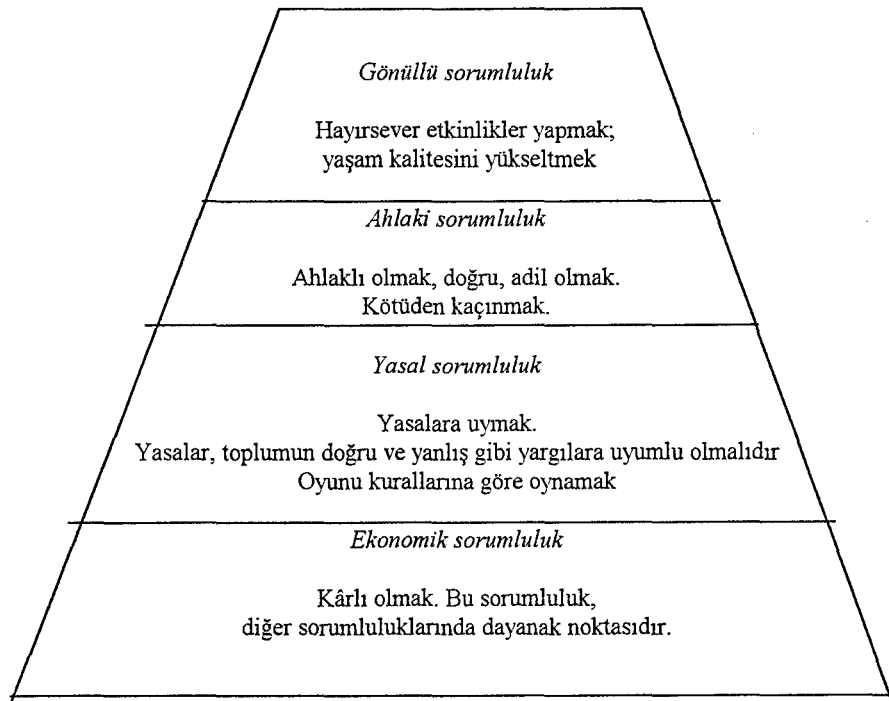 Gönüllü sorumluluk
Hayırsever etkinlikler yapmak;
yaşam kalitesini yükseltmek
Ahlaki sorumluluk
Ahlaklı olmak, doğru, adil olmak.
Kötüden kaçınmak.
Yasal sorumluluk
Yasalara uymak.
Yasalar, toplumun doğru ve yanlış gibi yargılara uyumlu olmalıdır
Oyunu kurallarına göre oynamak
Ekonomik sorumluluk
Kârlı olmak. Bu sorumluluk,
diğer sorumluluklarında dayanak noktasıdır.